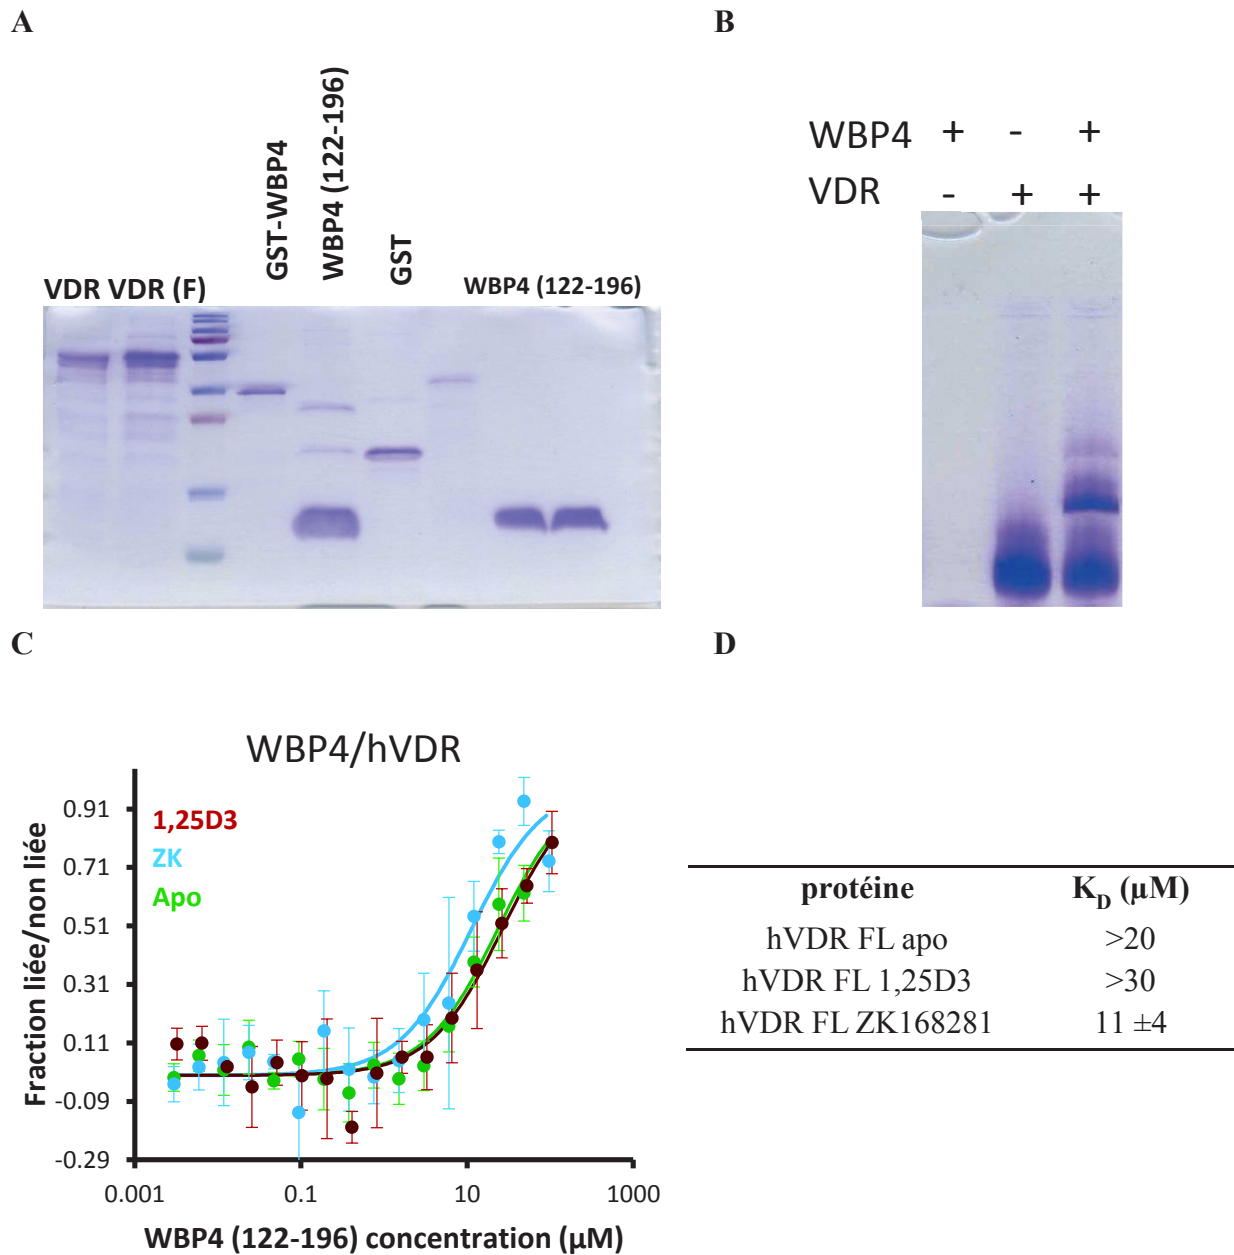 A
VDR VDR (F)
GST-WBP4
WBP4 (122-196)
GST
WBP4 (122-196)
B
WBP4 + - +
VDR - + +
C
WBP4/hVDR
1,25D3
ZK
Apo
Fraction liée/non liée
0.91
0.71
0.51
0.31
0.11
-0.09
-0.29
0.001 0.1 10 1000
WBP4 (122-196) concentration (µM)
D
protéine K_D (µM)
hVDR FL apo >20
hVDR FL 1,25D3 >30
hVDR FL ZK168281 11 ±4